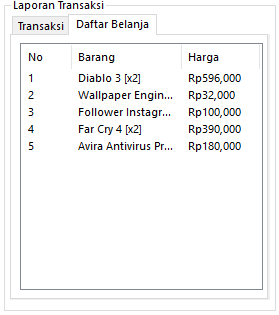 Laporan Transaksi
Transaksi Daftar Belanja
No Barang Harga
1 Diablo 3 [x2] Rp596,000
2 Wallpaper Engin... Rp32,000
3 Follower Instagr... Rp100,000
4 Far Cry 4 [x2] Rp390,000
5 Avira Antivirus Pr... Rp180,000